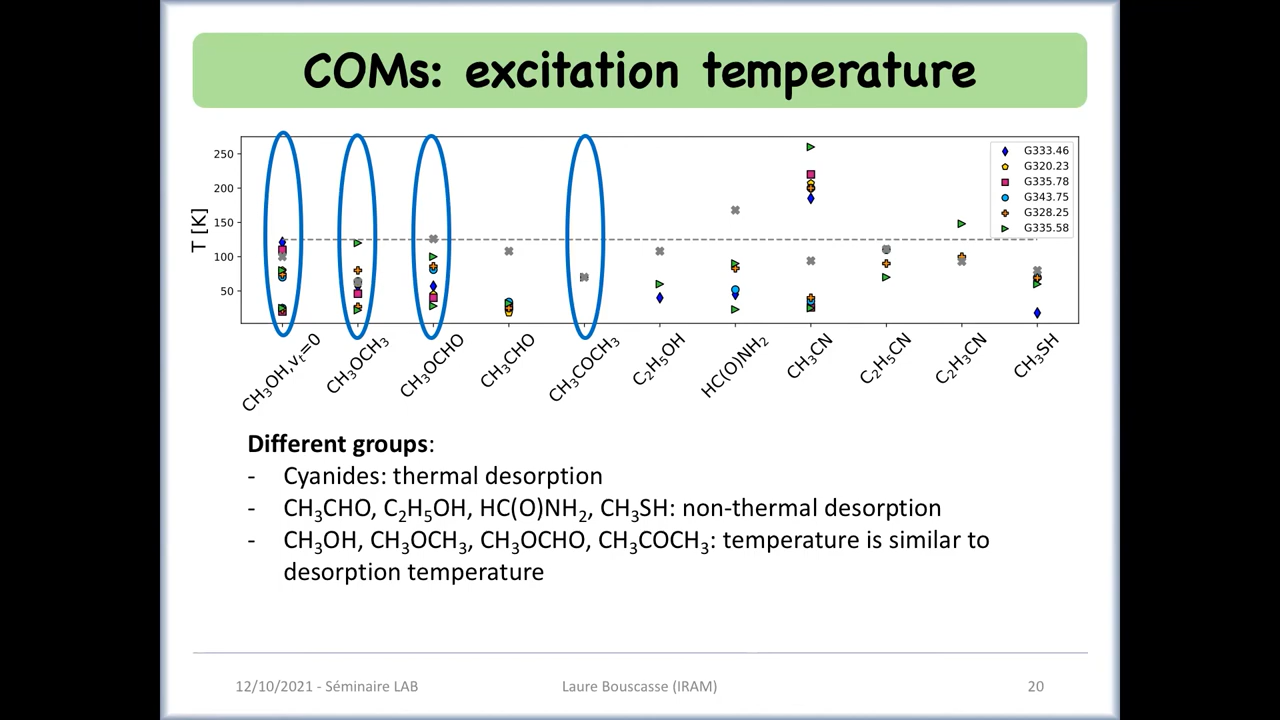 COMs: excitation temperature
T [K]
250
200
150
100
50
G333.46
G320.23
G335.78
G343.75
G328.25
G335.58
CH₃OH,vₜ=0
CH₃OCH₃
CH₃OCHO
CH₃CHO
CH₃COCH₃
C₂H₅OH
HC(O)NH₂
CH₃CN
C₂H₅CN
C₂H₃CN
CH₃SH
Different groups:
- Cyanides: thermal desorption
- CH₃CHO, C₂H₅OH, HC(O)NH₂, CH₃SH: non-thermal desorption
- CH₃OH, CH₃OCH₃, CH₃OCHO, CH₃COCH₃: temperature is similar to
desorption temperature
12/10/2021 - Séminaire LAB
Laure Bouscasse (IRAM)
20